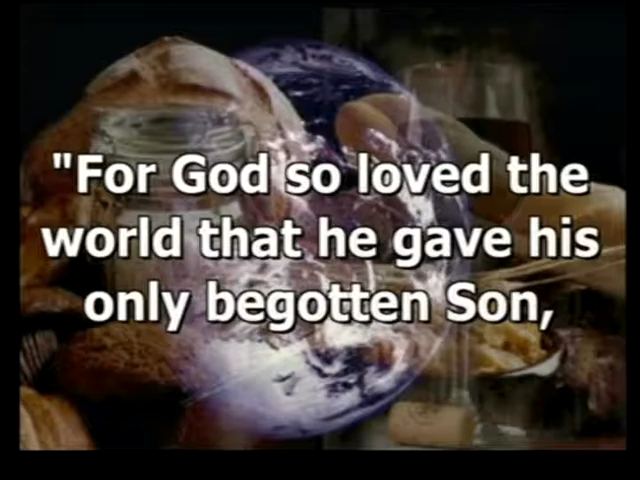 "For God so loved the
world that he gave his
only begotten Son,